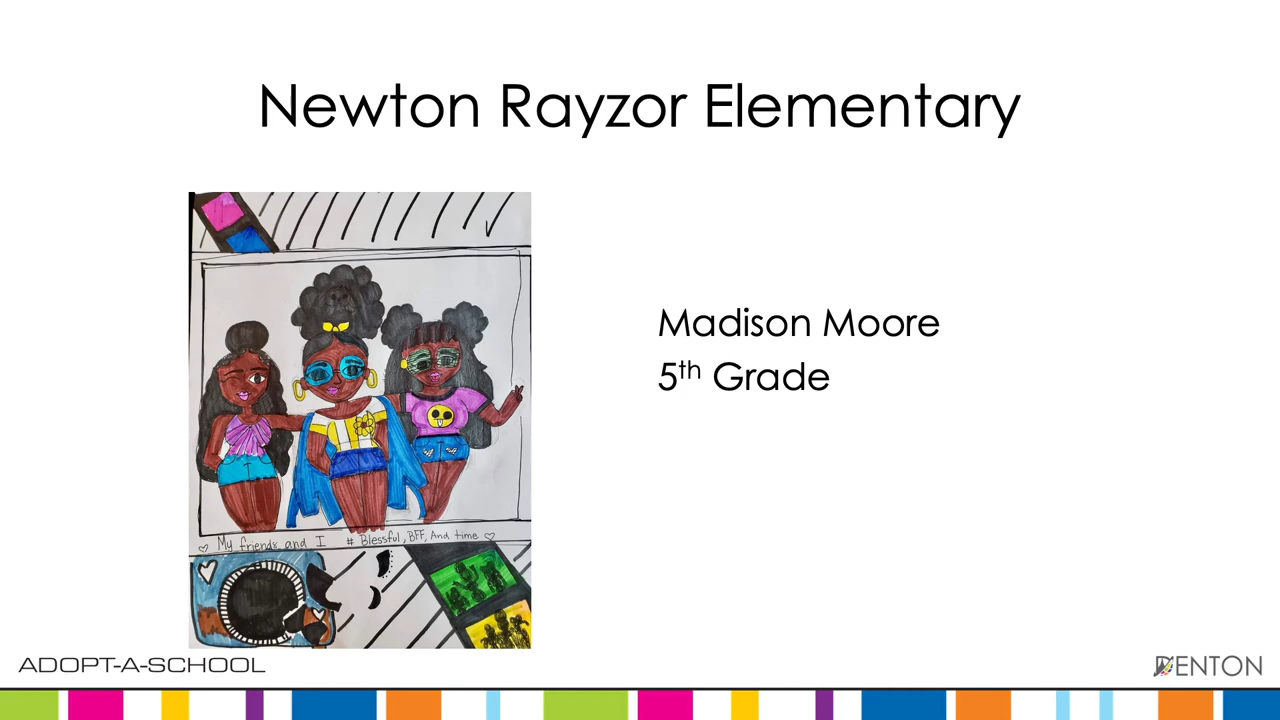 Newton Rayzor Elementary
Madison Moore
5th Grade
♡ My friends and I # Blessful, BFF, And time ♡
ADOPT-A-SCHOOL
DENTON